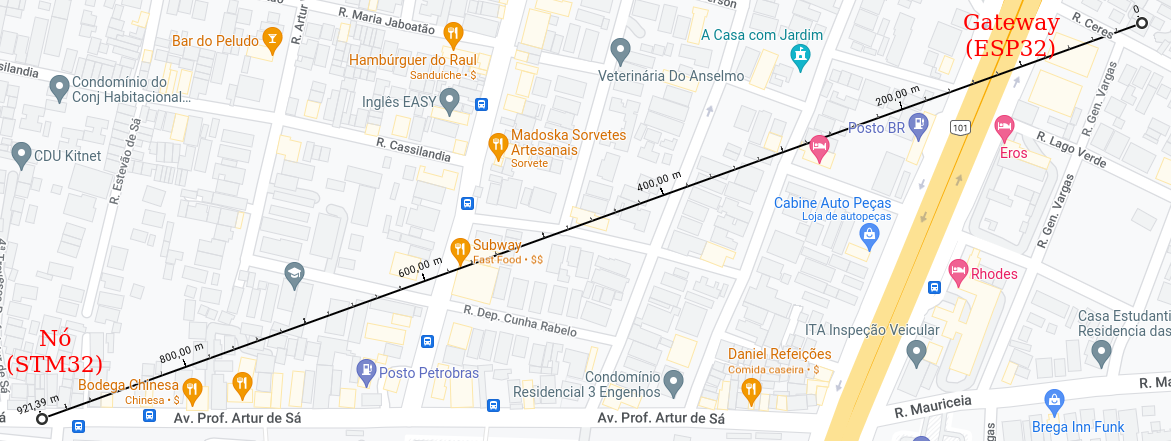 R. Maria Jaboatão
R. Artur
erson
R. Ceres
0
Gateway
(ESP32)
Bar do Peludo
Hambúrguer do Raul
Sanduíche • $
A Casa com Jardim
Veterinária Do Anselmo
ssilandia
Condomínio do
Conj Habitacional...
Inglês EASY
200,00 m
Posto BR
101
R. Gen. Vargas
R. Estevão de Sá
CDU Kitnet
R. Cassilandia
Madoska Sorvetes
Artesanais
Sorvete
Eros
R. Lago Verde
400,00 m
Cabine Auto Peças
Loja de autopeças
R. Gen. Vargas
Subway
Fast Food • $$
600,00 m
Rhodes
R. Dep. Cunha Rabelo
ITA Inspeção Veicular
Casa Estudanti
Residencia das
Nó
(STM32)
800,00 m
Bodega Chinesa
Chinesa • $
Posto Petrobras
Daniel Refeições
Comida caseira • $
Condomínio
Residencial 3 Engenhos
R. Ma
921,39 m
á
Av. Prof. Artur de Sá
Av. Prof. Artur de Sá
R. Mauriceia
Brega Inn Funk